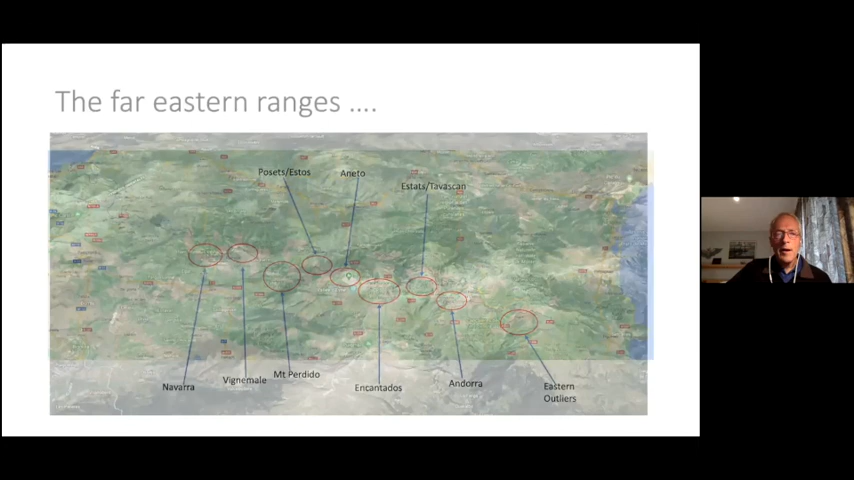 The far eastern ranges ....
Posets/Estos
Aneto
Estats/Tavascan
Navarra
Vignemale
Mt Perdido
Encantados
Andorra
Eastern
Outliers